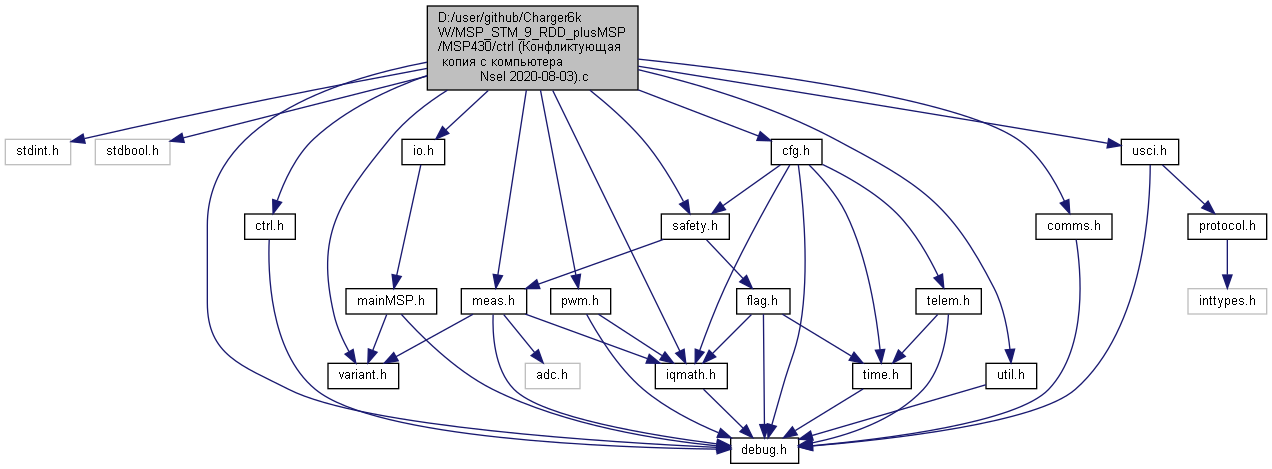 D:/user/github/Charger6k
W/MSP_STM_9_RDD_plusMSP
/MSP430/ctrl (Конфликтующая
копия с компьютера
Nsel 2020-08-03).c
stdint.h
stdbool.h
io.h
cfg.h
usci.h
ctrl.h
safety.h
comms.h
protocol.h
mainMSP.h
meas.h
pwm.h
flag.h
telem.h
inttypes.h
variant.h
adc.h
iqmath.h
time.h
util.h
debug.h